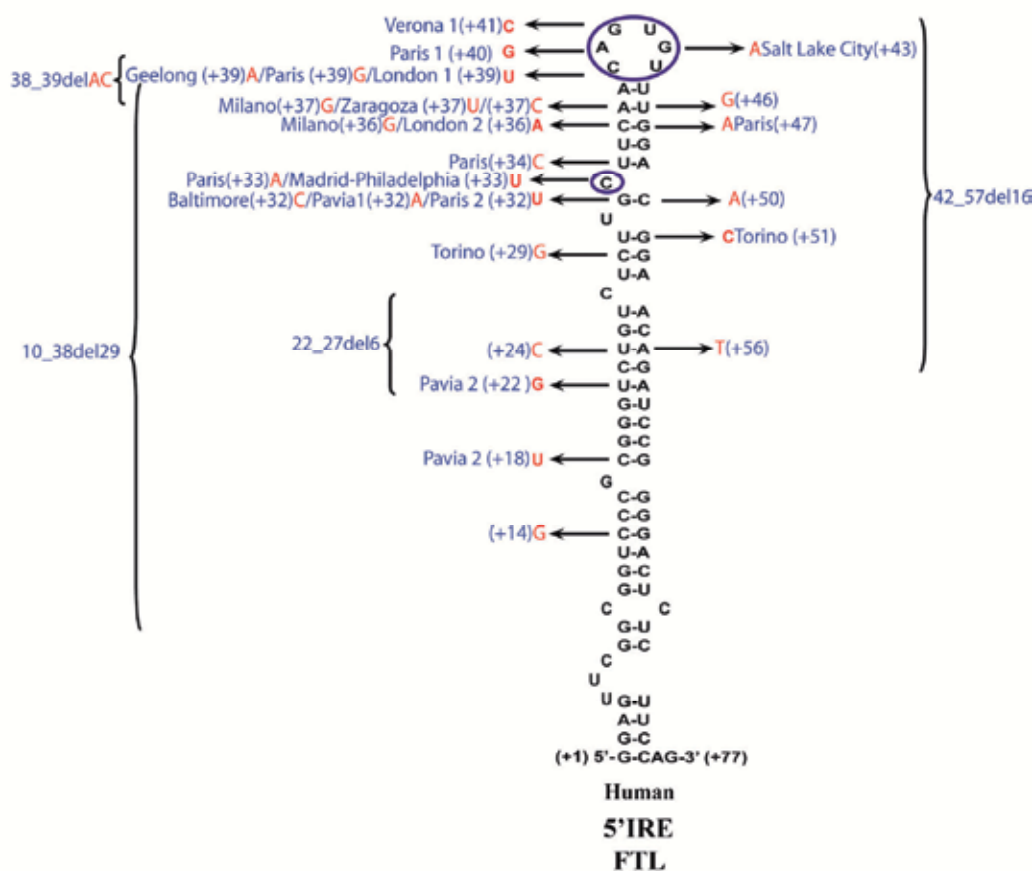 Verona 1(+41)C
G U
A G
ASalt Lake City(+43)
Paris 1 (+40) G
C U
38_39delAC
Geelong (+39)A/Paris (+39)G/London 1 (+39)U
A-U
Milano(+37)G/Zaragoza (+37)U/(+37)C
A-U
G(+46)
Milano(+36)G/London 2 (+36)A
C-G
AParis(+47)
U-G
Paris(+34)C
U-A
Paris(+33)A/Madrid-Philadelphia (+33)U
C
Baltimore(+32)C/Pavia1(+32)A/Paris 2 (+32)U
G-C
A(+50)
42_57del16
U
U-G
CTorino (+51)
Torino (+29)G
C-G
U-A
C
U-A
G-C
10_38del29
22_27del6
(+24)C
U-A
T(+56)
C-G
Pavia 2 (+22)G
U-A
G-U
G-C
G-C
Pavia 2 (+18)U
C-G
G
C-G
C-G
(+14)G
C-G
U-A
G-C
G-U
C C
G-U
G-C
C
U
U G-U
A-U
G-C
(+1) 5'-G-CAG-3' (+77)
Human
5'IRE
FTL